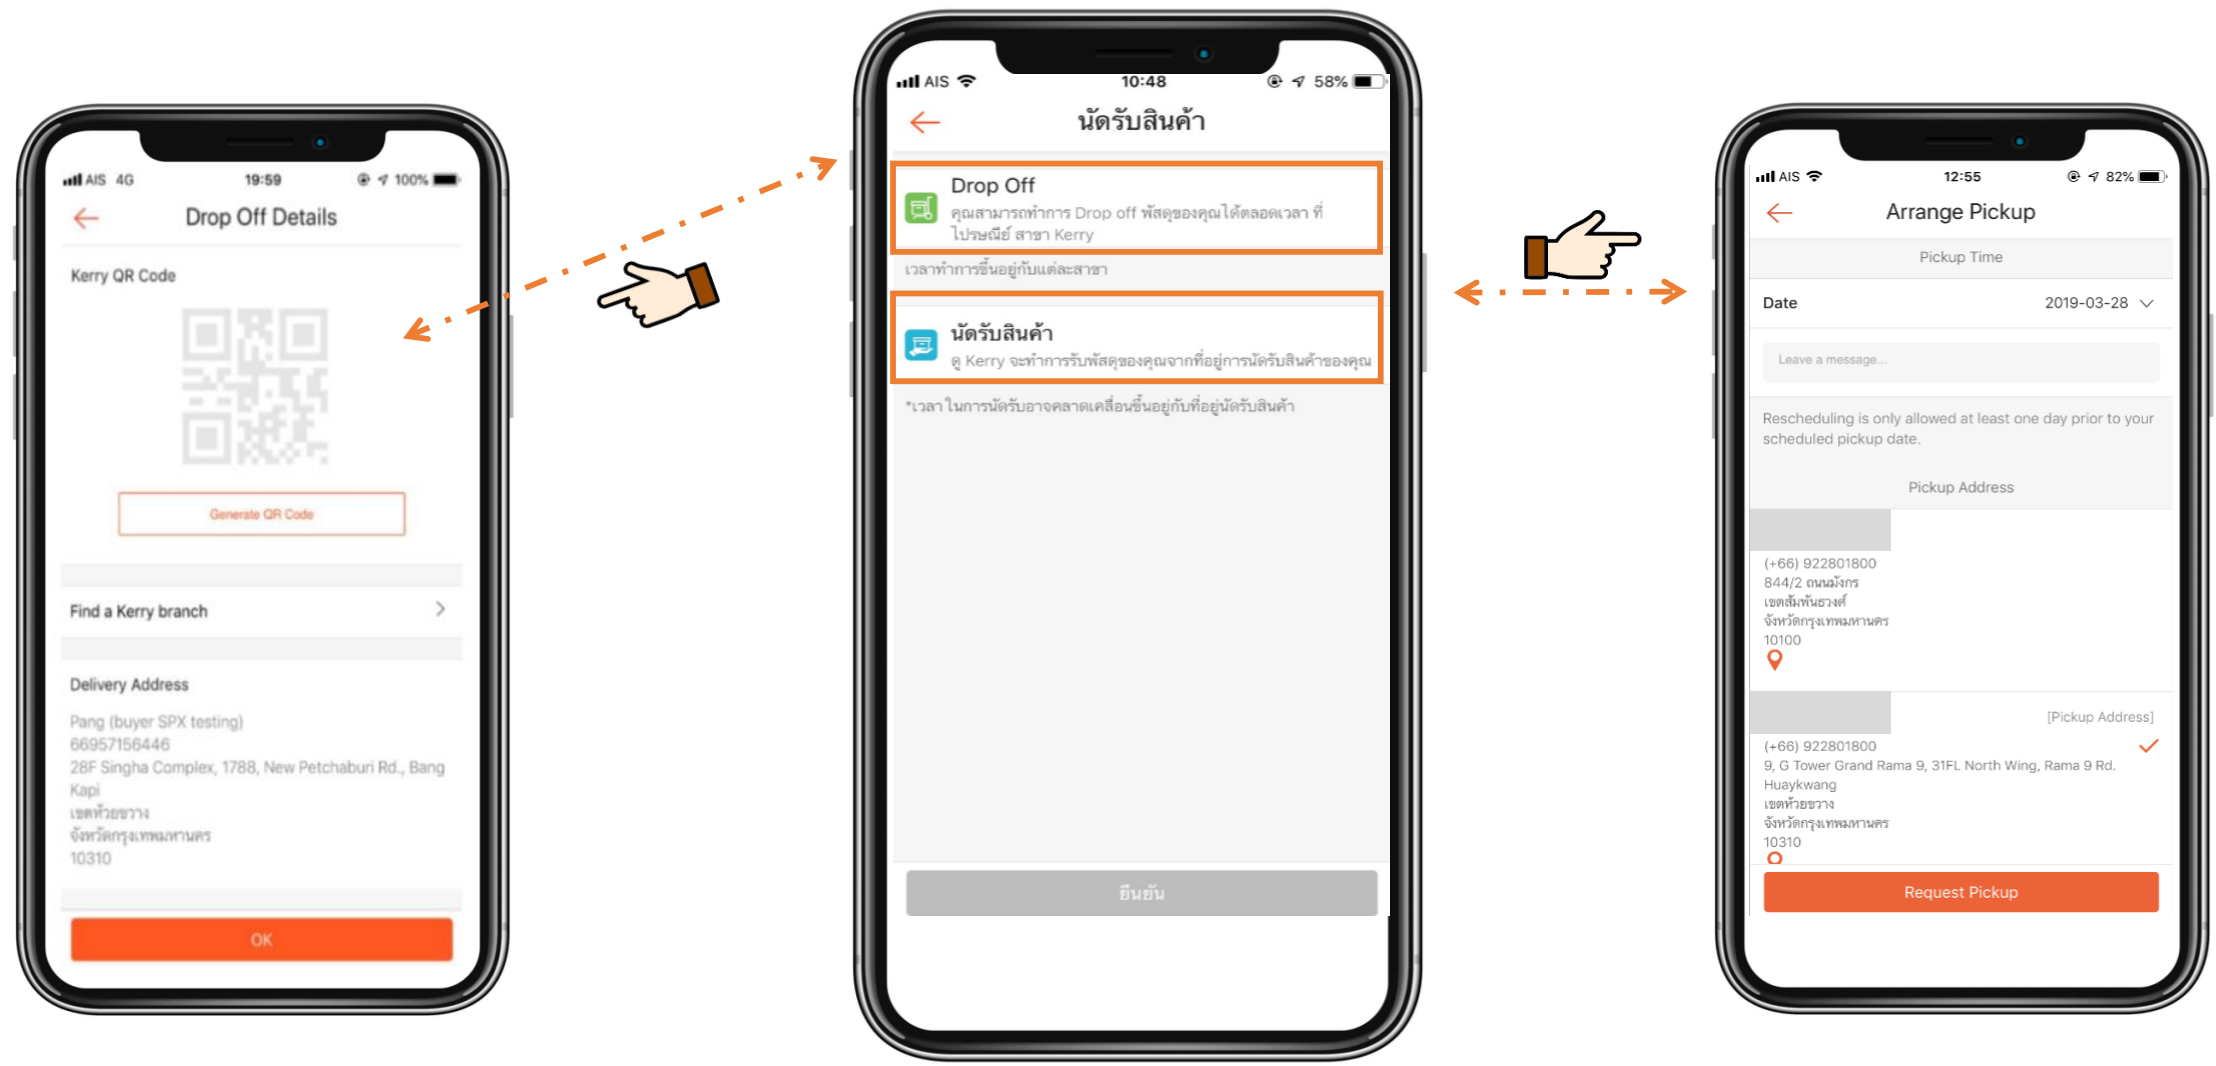 AIS 4G 19:59 100%
Drop Off Details
Kerry QR Code
Generate QR Code
Find a Kerry branch
Delivery Address
Pang (buyer SPX testing)
66957156446
28F Singha Complex, 1788, New Petchaburi Rd., Bang
Kapi
เขตห้วยขวาง
จังหวัดกรุงเทพมหานคร
10310
OK
AIS 10:48 58%
นัดรับสินค้า
Drop Off
คุณสามารถทำการ Drop off พัสดุของคุณได้ตลอดเวลา ที่
ไปรษณีย์ สาขา Kerry
เวลาทำการขึ้นอยู่กับแต่ละสาขา
นัดรับสินค้า
ดู Kerry จะทำการรับพัสดุของคุณจากที่อยู่การนัดรับสินค้าของคุณ
*เวลาในการนัดรับอาจคลาดเคลื่อนขึ้นอยู่กับที่อยู่นัดรับสินค้า
ยืนยัน
AIS 12:55 82%
Arrange Pickup
Pickup Time
Date 2019-03-28
Leave a message...
Rescheduling is only allowed at least one day prior to your
scheduled pickup date.
Pickup Address
(+66) 922801800
844/2 ถนนมังกร
เขตสัมพันธวงศ์
จังหวัดกรุงเทพมหานคร
10100
[Pickup Address]
(+66) 922801800
9, G Tower Grand Rama 9, 31FL North Wing, Rama 9 Rd.
Huaykwang
เขตห้วยขวาง
จังหวัดกรุงเทพมหานคร
10310
Request Pickup